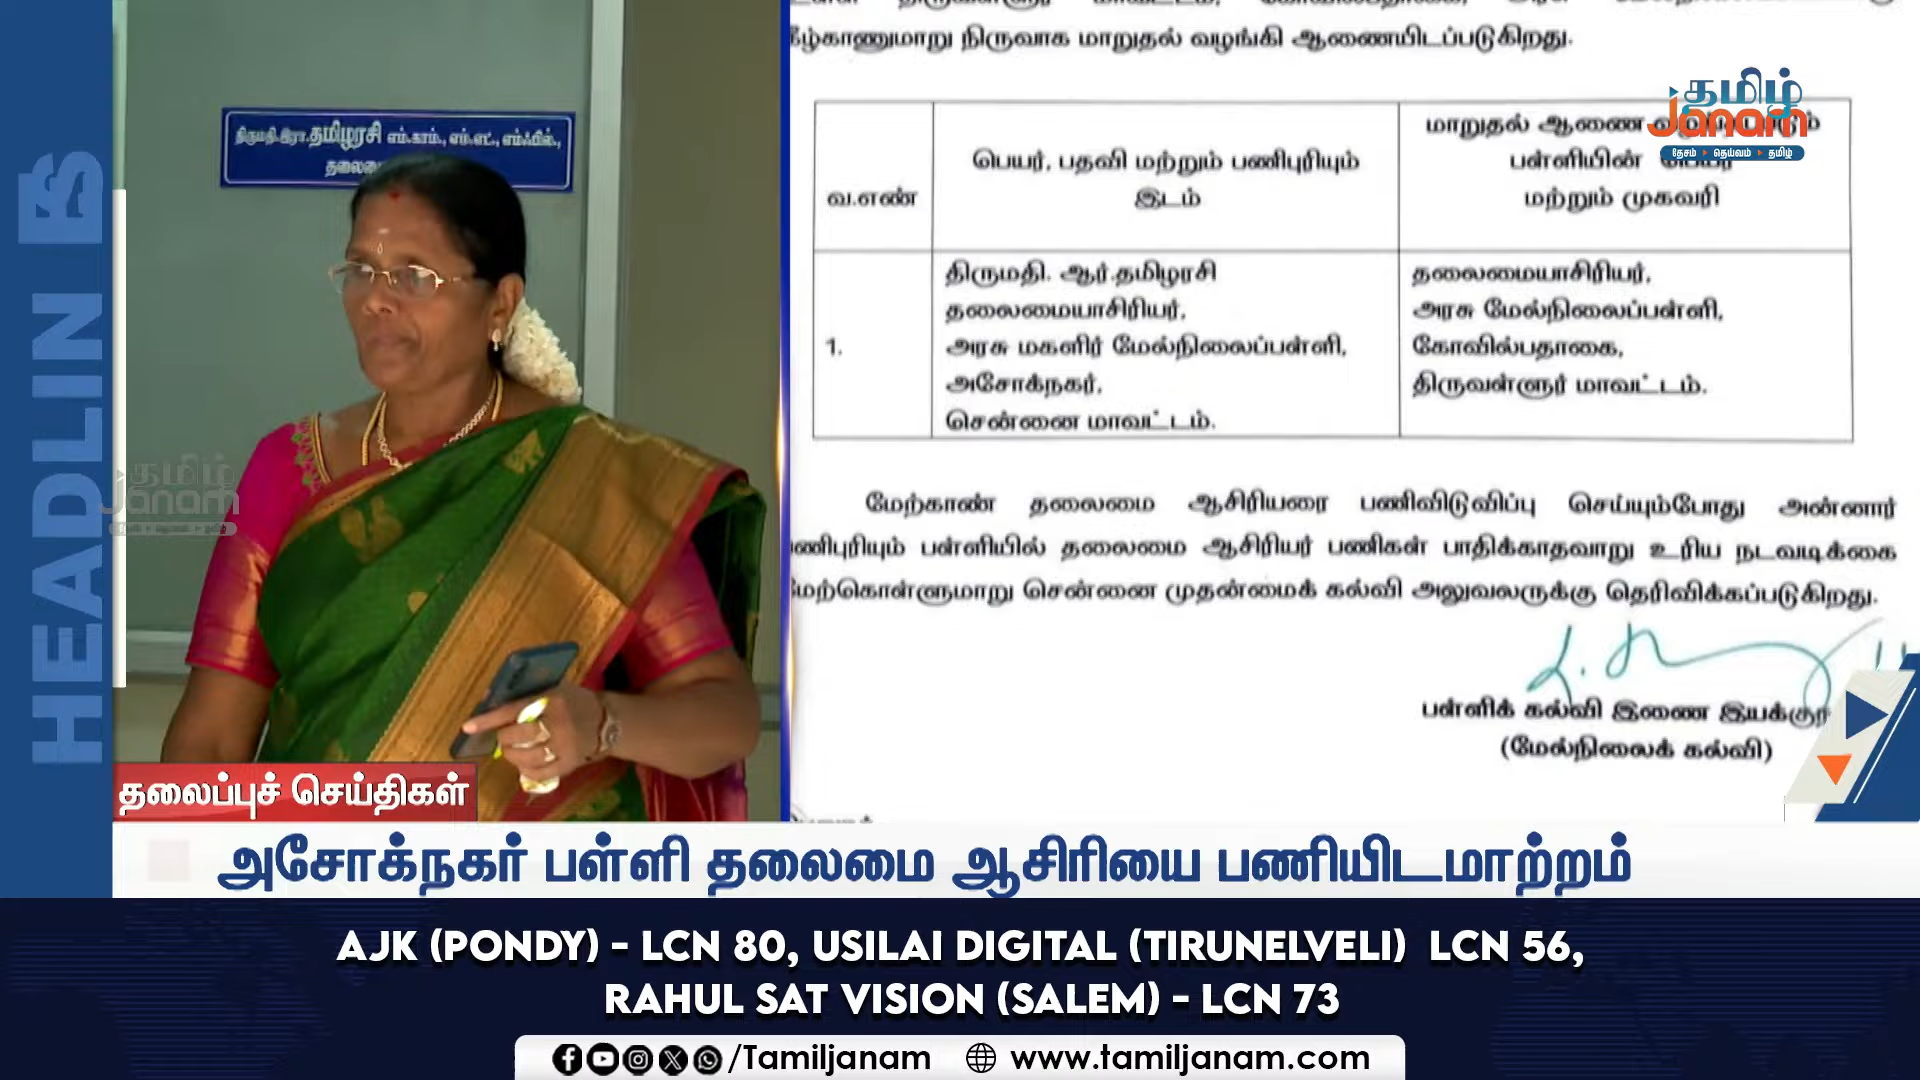 HEADLIN
திருமதி.இரா.தமிழரசி எம்.காம்., எம்.எட்., எம்ஃபில்.,
கீழ்காணுமாறு நிருவாக மாறுதல் வழங்கி ஆணையிடப்படுகிறது.
வ.எண்
பெயர், பதவி மற்றும் பணிபுரியும்
இடம்
மாறுதல் ஆணை
பள்ளியின்
மற்றும் முகவரி
1.
திருமதி. ஆர்.தமிழரசி
தலைமையாசிரியர்,
அரசு மகளிர் மேல்நிலைப்பள்ளி,
அசோக்நகர்,
சென்னை மாவட்டம்.
தலைமையாசிரியர்,
அரசு மேல்நிலைப்பள்ளி,
கோவில்பதாகை,
திருவள்ளூர் மாவட்டம்.
மேற்காண் தலைமை ஆசிரியரை பணிவிடுவிப்பு செய்யும்போது அன்னார்
பணிபுரியும் பள்ளியில் தலைமை ஆசிரியர் பணிகள் பாதிக்காதவாறு உரிய நடவடிக்கை
மேற்கொள்ளுமாறு சென்னை முதன்மைக் கல்வி அலுவலருக்கு தெரிவிக்கப்படுகிறது.
பள்ளிக் கல்வி இணை இயக்குநர்
(மேல்நிலைக் கல்வி)
தமிழ்
Janam
தேசம் • தெய்வம் • தமிழ்
தமிழ்
Janam
தலைப்புச் செய்திகள்
அசோக்நகர் பள்ளி தலைமை ஆசிரியை பணியிடமாற்றம்
AJK (PONDY) - LCN 80, USILAI DIGITAL (TIRUNELVELI) LCN 56,
RAHUL SAT VISION (SALEM) - LCN 73
/Tamiljanam www.tamiljanam.com